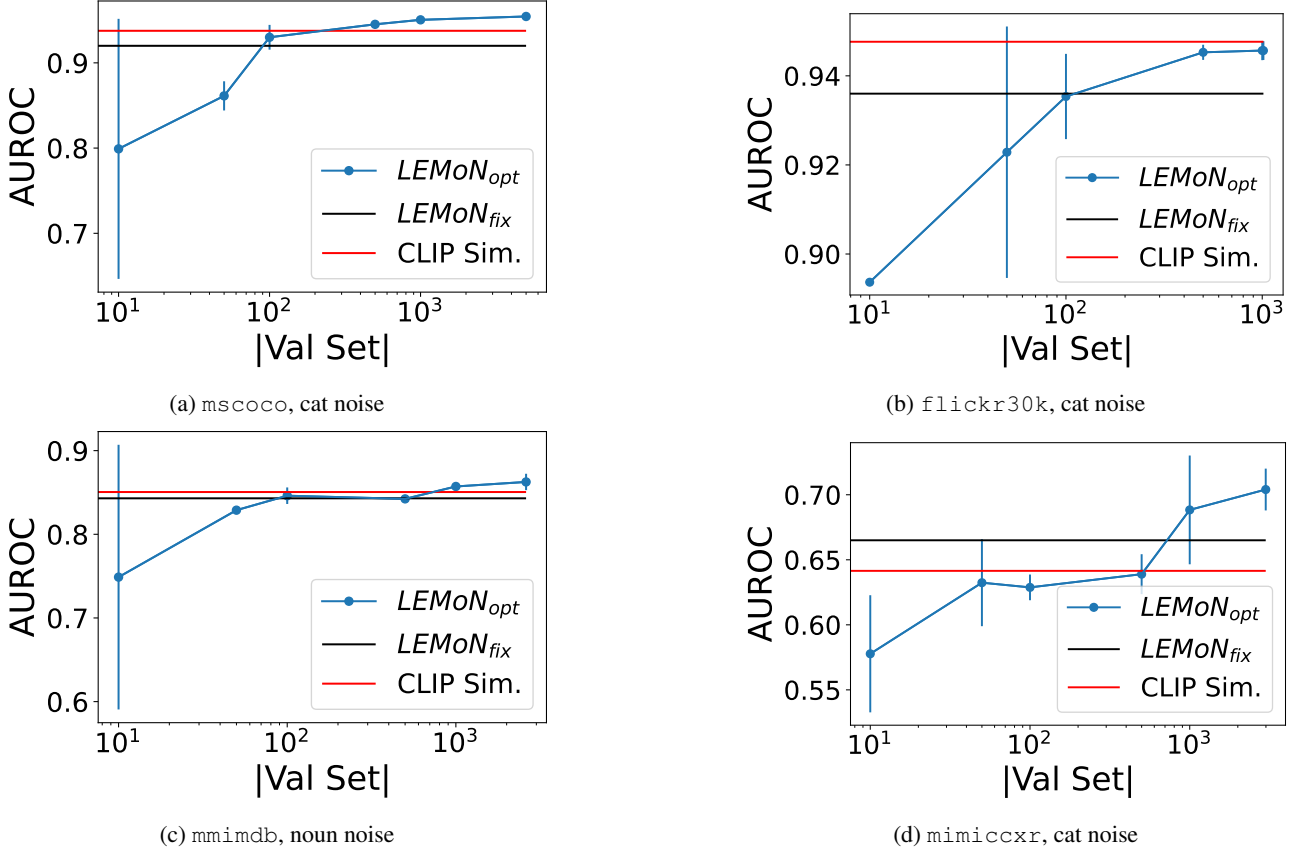 AUROC
0.9
0.8
0.7
LEMoN_opt
LEMoN_fix
CLIP Sim.
10^1
10^2
10^3
|Val Set|
(a) mscoco, cat noise
AUROC
0.94
0.92
0.90
LEMoN_opt
LEMoN_fix
CLIP Sim.
10^1
10^2
10^3
|Val Set|
(b) flickr30k, cat noise
AUROC
0.9
0.8
0.7
0.6
LEMoN_opt
LEMoN_fix
CLIP Sim.
10^1
10^2
10^3
|Val Set|
(c) mmimdb, noun noise
AUROC
0.70
0.65
0.60
0.55
LEMoN_opt
LEMoN_fix
CLIP Sim.
10^1
10^2
10^3
|Val Set|
(d) mimiccxr, cat noise